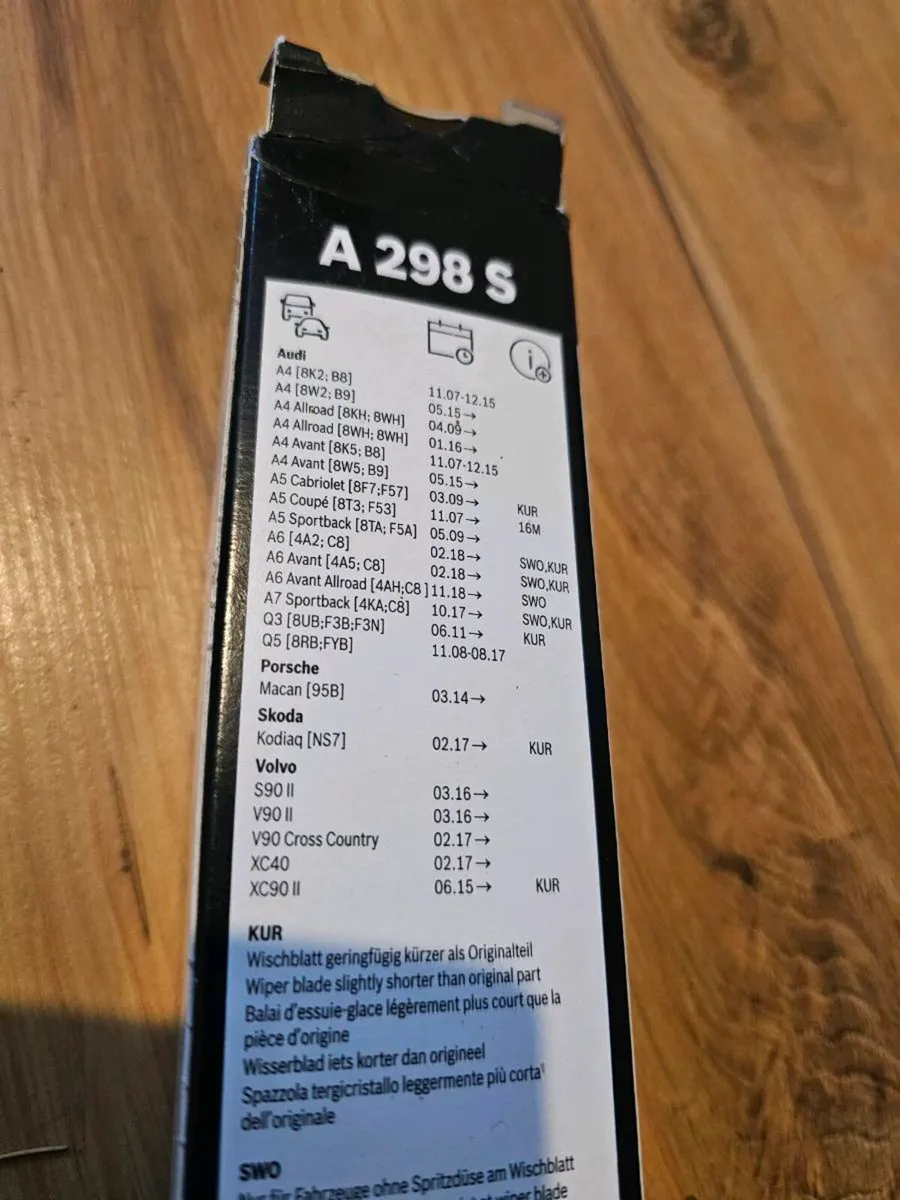 A 298 S
i
Audi
A4 [8K2; B8] 11.07-12.15
A4 [8W2; B9] 05.15→
A4 Allroad [8KH; 8WH] 04.09→
A4 Allroad [8WH; 8WH] 01.16→
A4 Avant [8K5; B8] 11.07-12.15
A4 Avant [8W5; B9] 05.15→
A5 Cabriolet [8F7;F57] 03.09→ KUR
A5 Coupé [8T3; F53] 11.07→ 16M
A5 Sportback [8TA; F5A] 05.09→
A6 [4A2; C8] 02.18→ SWO,KUR
A6 Avant [4A5; C8] 02.18→ SWO,KUR
A6 Avant Allroad [4AH;C8] 11.18→ SWO
A7 Sportback [4KA;C8] 10.17→ SWO,KUR
Q3 [8UB;F3B;F3N] 06.11→ KUR
Q5 [8RB;FYB] 11.08-08.17
Porsche
Macan [95B] 03.14→
Skoda
Kodiaq [NS7] 02.17→ KUR
Volvo
S90 II 03.16→
V90 II 03.16→
V90 Cross Country 02.17→
XC40 02.17→
XC90 II 06.15→ KUR
KUR
Wischblatt geringfügig kürzer als Originalteil
Wiper blade slightly shorter than original part
Balai d'essuie-glace légèrement plus court que la
pièce d'origine
Wisserblad iets korter dan origineel
Spazzola tergicristallo leggermente più corta
dell'originale
SWO
Nur für Fahrzeuge ohne Spritzdüse am Wischblatt
wiper blade